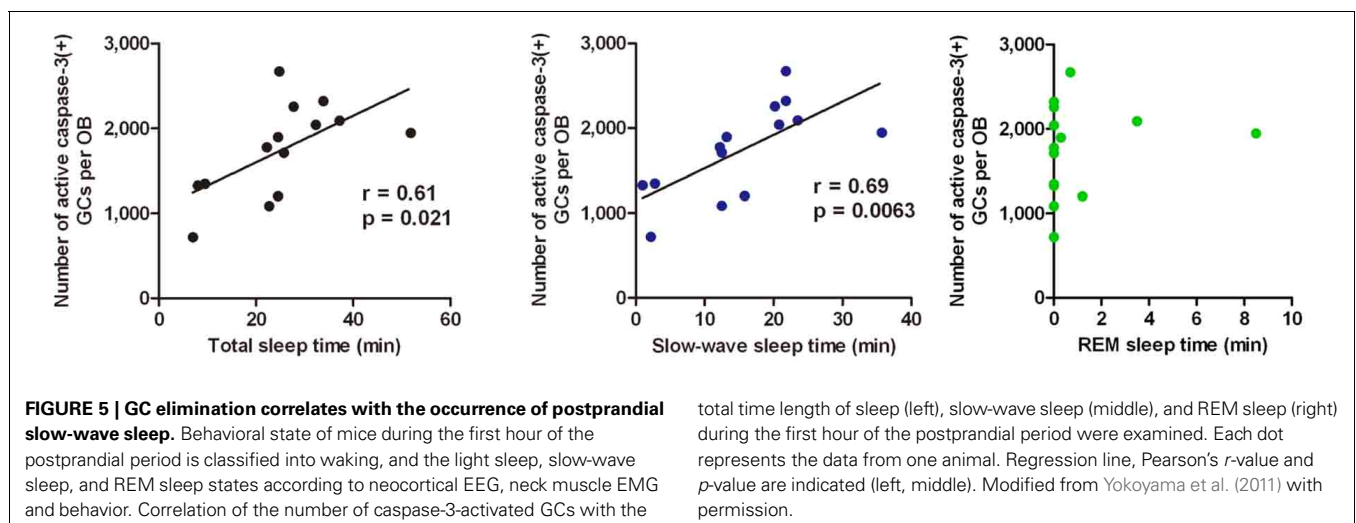 Number of active caspase-3(+)
GCs per OB
3,000
2,000
1,000
0
0 20 40 60
Total sleep time (min)
r = 0.61
p = 0.021
Number of active caspase-3(+)
GCs per OB
3,000
2,000
1,000
0
0 10 20 30 40
Slow-wave sleep time (min)
r = 0.69
p = 0.0063
Number of active caspase-3(+)
GCs per OB
3,000
2,000
1,000
0
0 2 4 6 8 10
REM sleep time (min)
FIGURE 5 | GC elimination correlates with the occurrence of postprandial
slow-wave sleep. Behavioral state of mice during the first hour of the
postprandial period is classified into waking, and the light sleep, slow-wave
sleep, and REM sleep states according to neocortical EEG, neck muscle EMG
and behavior. Correlation of the number of caspase-3-activated GCs with the
total time length of sleep (left), slow-wave sleep (middle), and REM sleep (right)
during the first hour of the postprandial period were examined. Each dot
represents the data from one animal. Regression line, Pearson's r-value and
p-value are indicated (left, middle). Modified from Yokoyama et al. (2011) with
permission.